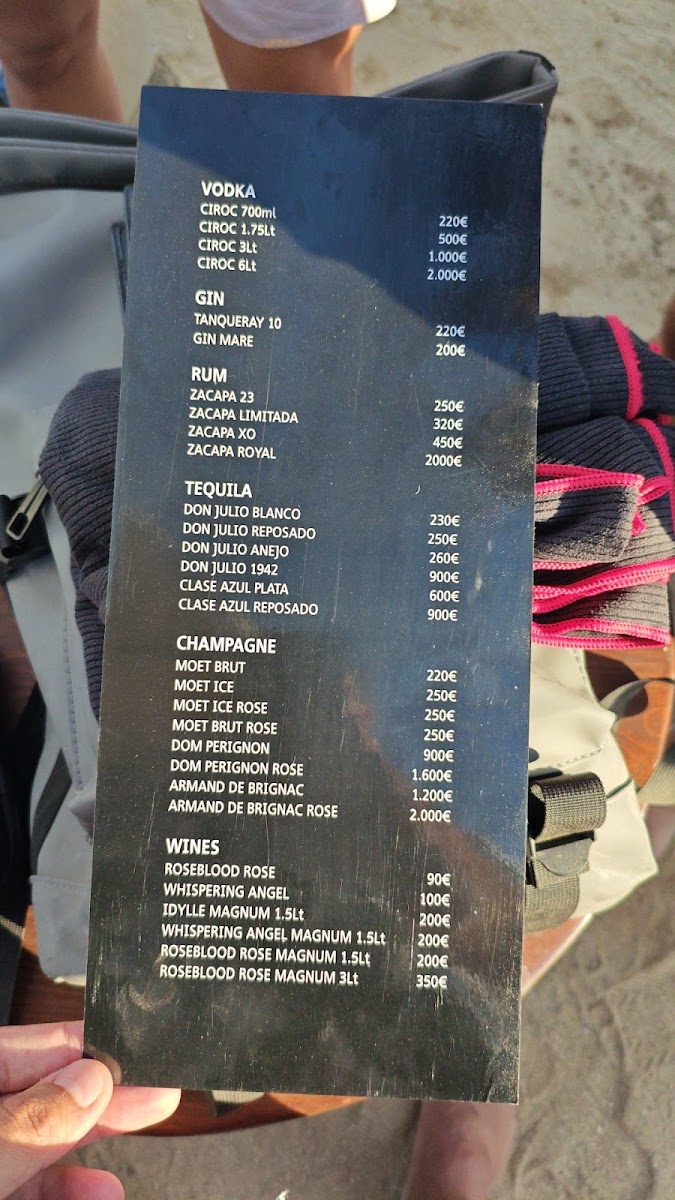 VODKA
CIROC 700ml 220€
CIROC 1.75Lt 500€
CIROC 3Lt 1.000€
CIROC 6Lt 2.000€
GIN
TANQUERAY 10 220€
GIN MARE 200€
RUM
ZACAPA 23 250€
ZACAPA LIMITADA 320€
ZACAPA XO 450€
ZACAPA ROYAL 2000€
TEQUILA
DON JULIO BLANCO 230€
DON JULIO REPOSADO 250€
DON JULIO ANEJO 260€
DON JULIO 1942 900€
CLASE AZUL PLATA 600€
CLASE AZUL REPOSADO 900€
CHAMPAGNE
MOET BRUT 220€
MOET ICE 250€
MOET ICE ROSE 250€
MOET BRUT ROSE 250€
DOM PERIGNON 900€
DOM PERIGNON ROSE 1.600€
ARMAND DE BRIGNAC 1.200€
ARMAND DE BRIGNAC ROSE 2.000€
WINES
ROSEBLOOD ROSE 90€
WHISPERING ANGEL 100€
IDYLLE MAGNUM 1.5Lt 200€
WHISPERING ANGEL MAGNUM 1.5Lt 200€
ROSEBLOOD ROSE MAGNUM 1.5Lt 200€
ROSEBLOOD ROSE MAGNUM 3Lt 350€